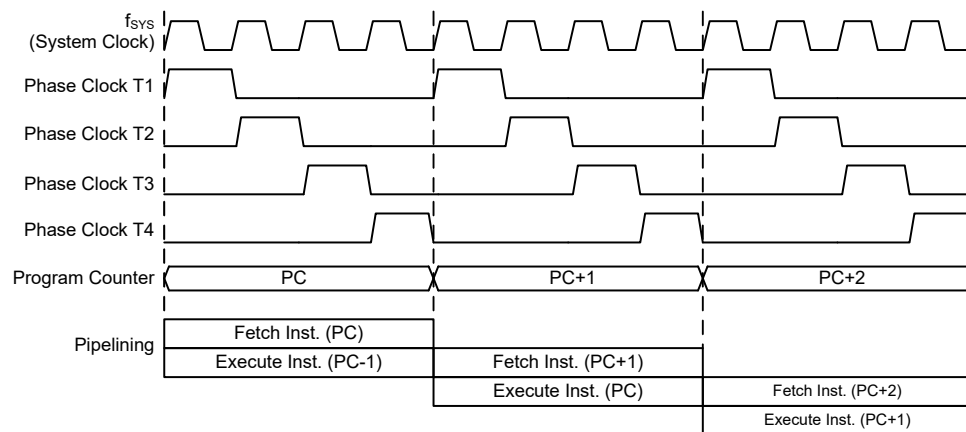 fSYS
(System Clock)
Phase Clock T1
Phase Clock T2
Phase Clock T3
Phase Clock T4
Program Counter PC PC+1 PC+2
Pipelining
Fetch Inst. (PC)
Execute Inst. (PC-1) Fetch Inst. (PC+1)
Execute Inst. (PC) Fetch Inst. (PC+2)
Execute Inst. (PC+1)